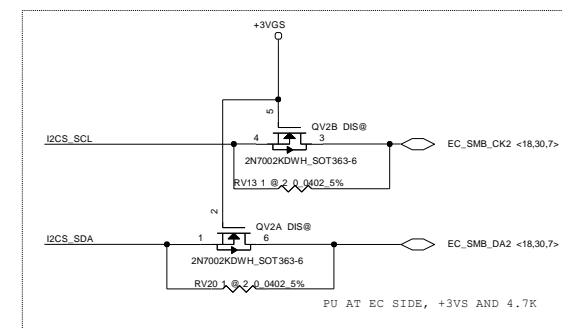 +3VGS
5
QV2B DIS@
I2CS_SCL
4
3
EC_SMB_CK2 <18,30,7>
2N7002KDWH_SOT363-6
RV13 1 @ 2 0_0402_5%
2
QV2A DIS@
I2CS_SDA
1
6
EC_SMB_DA2 <18,30,7>
2N7002KDWH_SOT363-6
RV20 1 @ 2 0_0402_5%
PU AT EC SIDE, +3VS AND 4.7K